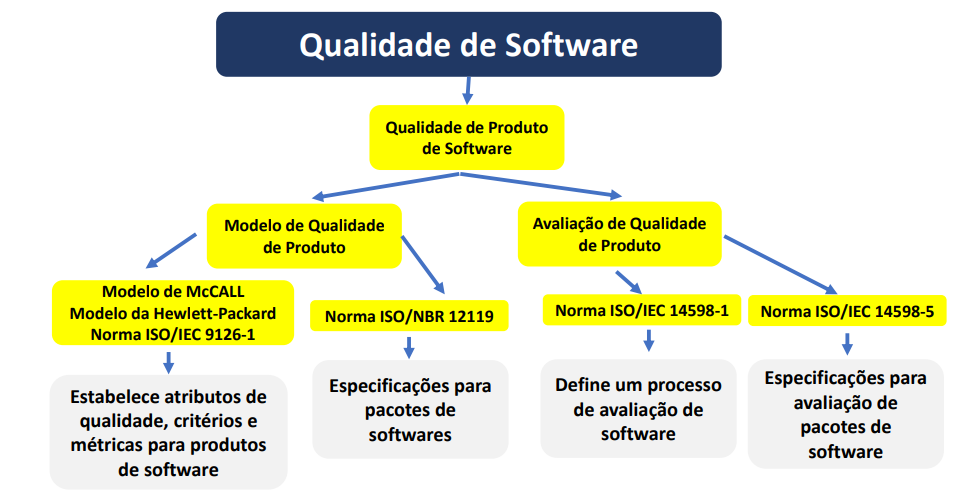 Qualidade de Software
Qualidade de Produto
de Software
Modelo de Qualidade
de Produto
Avaliação de Qualidade
de Produto
Modelo de McCALL
Modelo da Hewlett-Packard
Norma ISO/IEC 9126-1
Norma ISO/NBR 12119
Norma ISO/IEC 14598-1
Norma ISO/IEC 14598-5
Estabelece atributos de
qualidade, critérios e
métricas para produtos
de software
Especificações para
pacotes de
softwares
Define um processo
de avaliação de
software
Especificações para
avaliação de
pacotes de
software